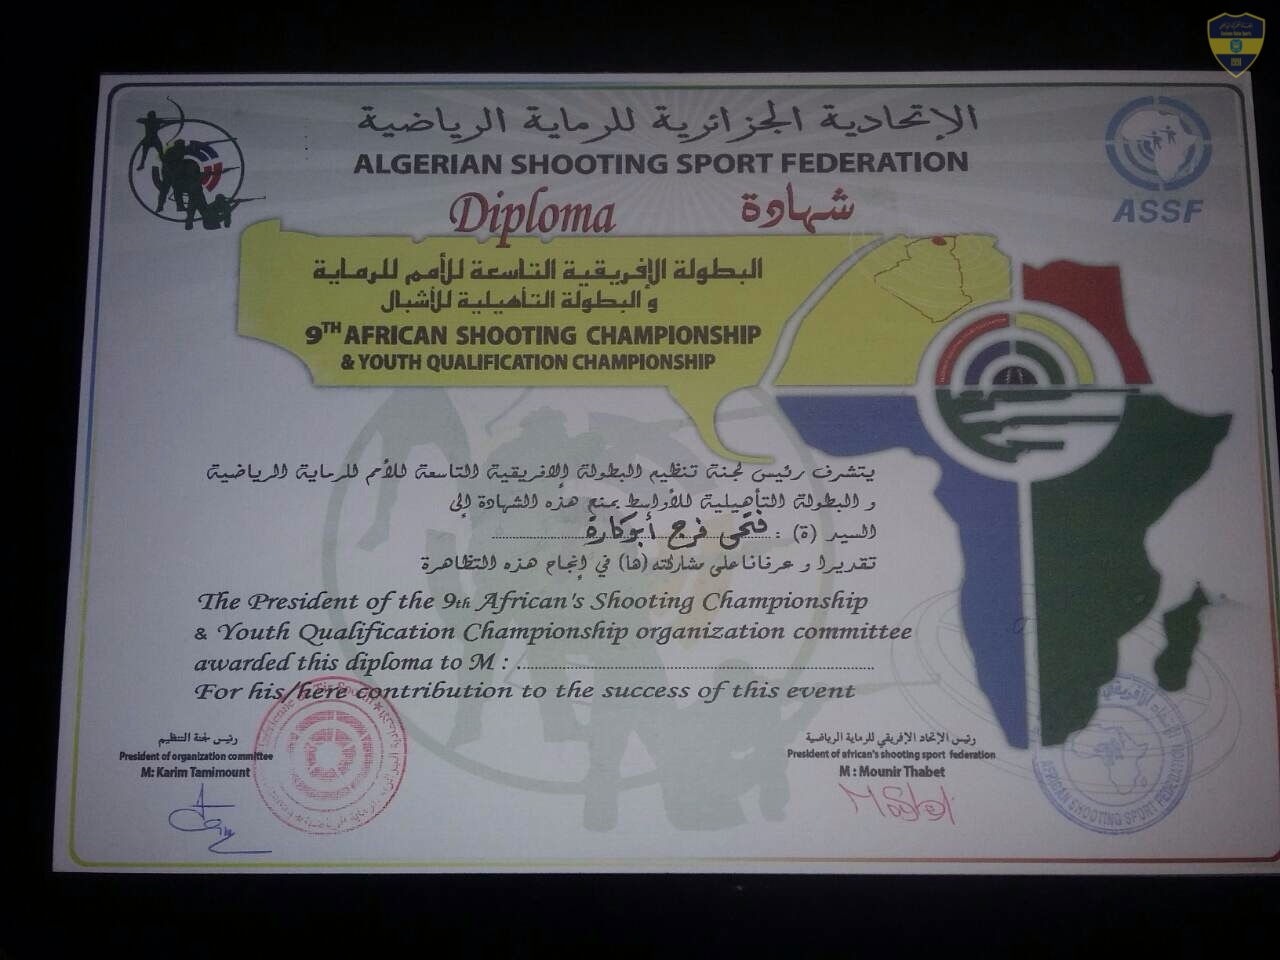 الإتحادية الجزائرية للرماية الرياضية
ALGERIAN SHOOTING SPORT FEDERATION
ASSF
Diploma شهادة
البطولة الإفريقية التاسعة للأمم للرماية
و البطولة التأهيلية للأشبال
9TH AFRICAN SHOOTING CHAMPIONSHIP
& YOUTH QUALIFICATION CHAMPIONSHIP
يتشرف رئيس لجنة تنظيم البطولة الإفريقية التاسعة للأمم للرماية الرياضية
و البطولة التأهيلية للأواسط بمنح هذه الشهادة إلى
السيد (ة) : فتحى فرج أبوكارة
تقديرا و عرفانا على مشاركته (ها) في إنجاح هذه التظاهرة
The President of the 9th African's Shooting Championship
& Youth Qualification Championship organization committee
awarded this diploma to M : ...............
For his/here contribution to the success of this event
رئيس لجنة التنظيم
President of organization committee
M: Karim Tamimount
رئيس الإتحاد الإفريقي للرماية الرياضية
President of african's shooting sport federation
M : Mounir Thabet
AFRICAN SHOOTING SPORT FEDERATION
1950